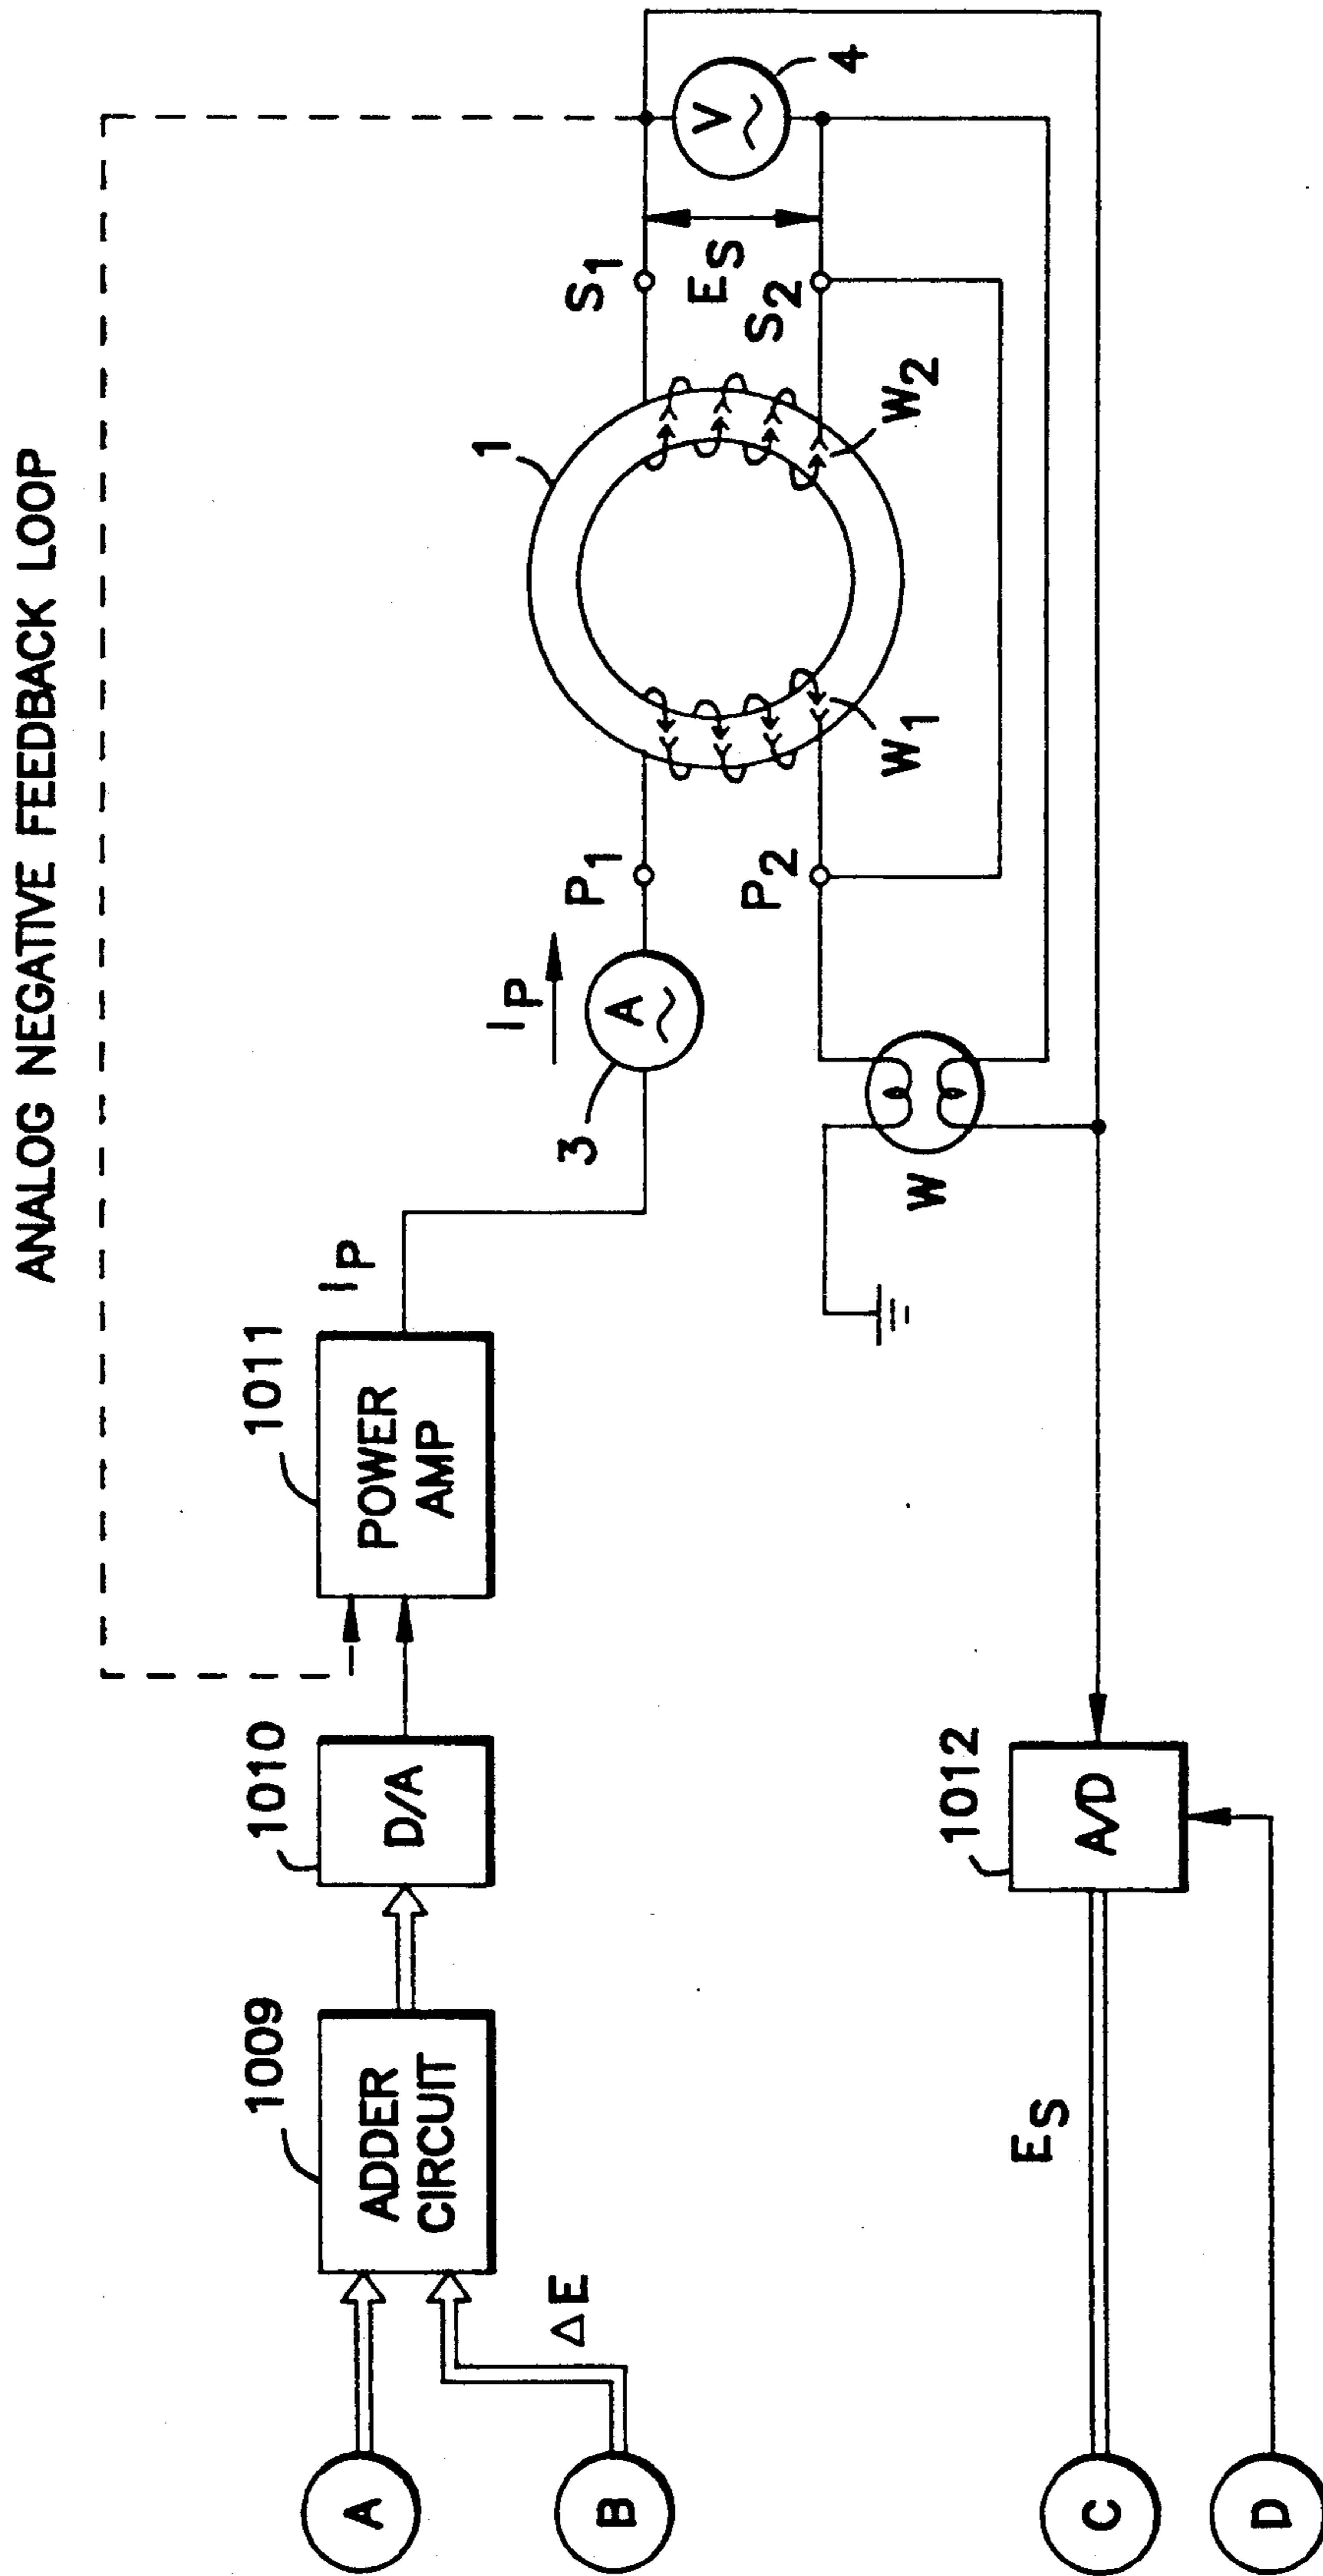 ANALOG NEGATIVE FEEDBACK LOOP
A
B
ΔE
1009
ADDER
CIRCUIT
1010
D/A
1011
POWER
AMP
IP
3
A
IP
P1
P2
1
W1
W2
S1
ES
S2
V
4
W
1012
A/D
ES
C
D